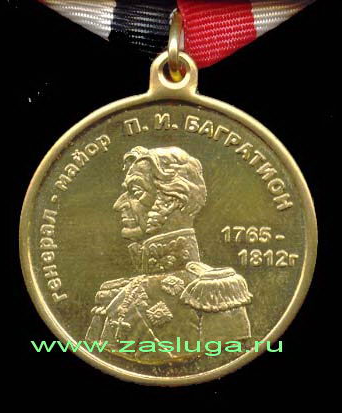 Генерал - майор П. И. БАГРАТИОН
1765 -
1812г
www.zasluga.ru